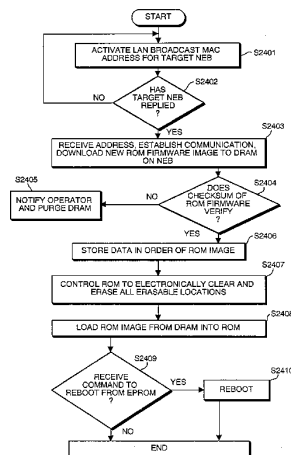 START
ACTIVATE LAN BROADCAST MAC
ADDRESS FOR TARGET NEB
S2401
S2402
HAS
TARGET NEB
REPLIED
?
NO
YES
S2403
RECEIVE ADDRESS, ESTABLISH COMMUNICATION,
DOWNLOAD NEW ROM FIRMWARE IMAGE TO DRAM
ON NEB
S2404
DOES
CHECKSUM OF
ROM FIRMWARE
VERIFY
?
NO
S2405
NOTIFY OPERATOR
AND PURGE DRAM
YES
S2406
STORE DATA IN ORDER OF ROM IMAGE
S2407
CONTROL ROM TO ELECTRONICALLY CLEAR AND
ERASE ALL ERASABLE LOCATIONS
S2408
LOAD ROM IMAGE FROM DRAM INTO ROM
S2409
RECEIVE
COMMAND TO
REBOOT FROM EPROM
?
YES
S2410
REBOOT
NO
END